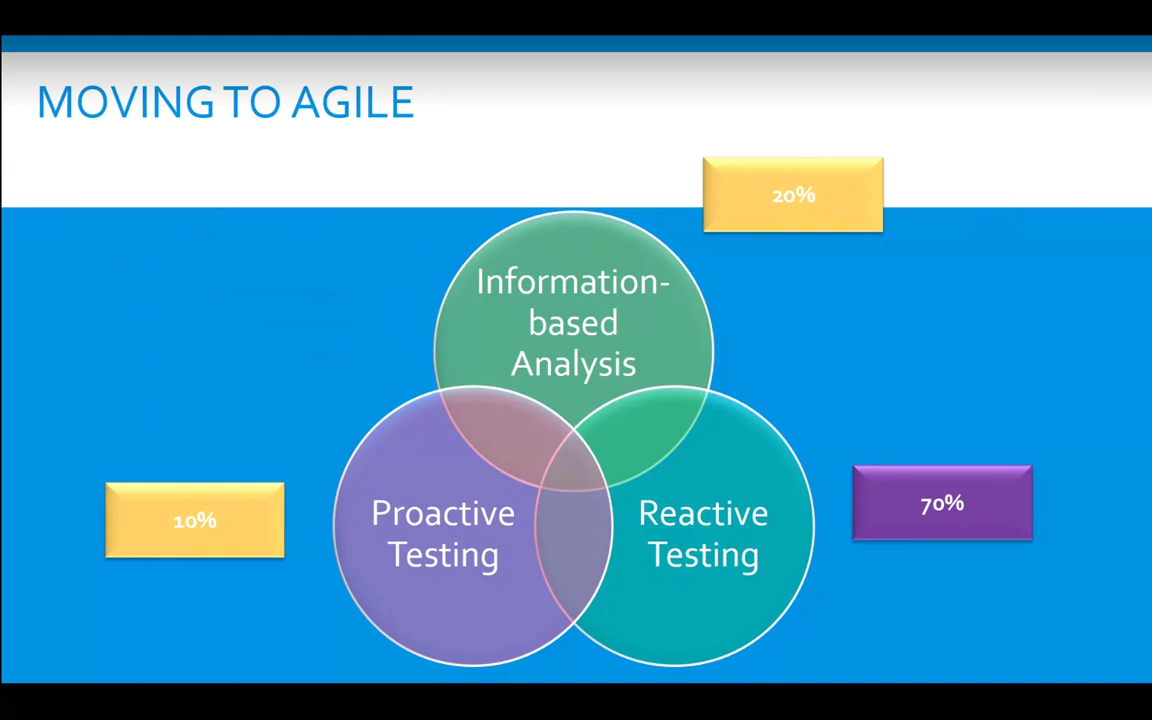 MOVING TO AGILE
20%
Information-
based
Analysis
10%
Proactive
Testing
Reactive
Testing
70%